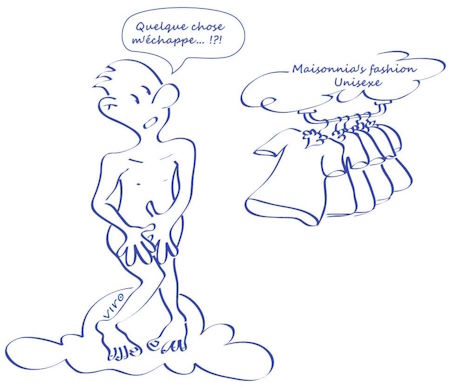 Quelque chose
m'échappe... !?!
Maisonnia's fashion
Unisexe
viro